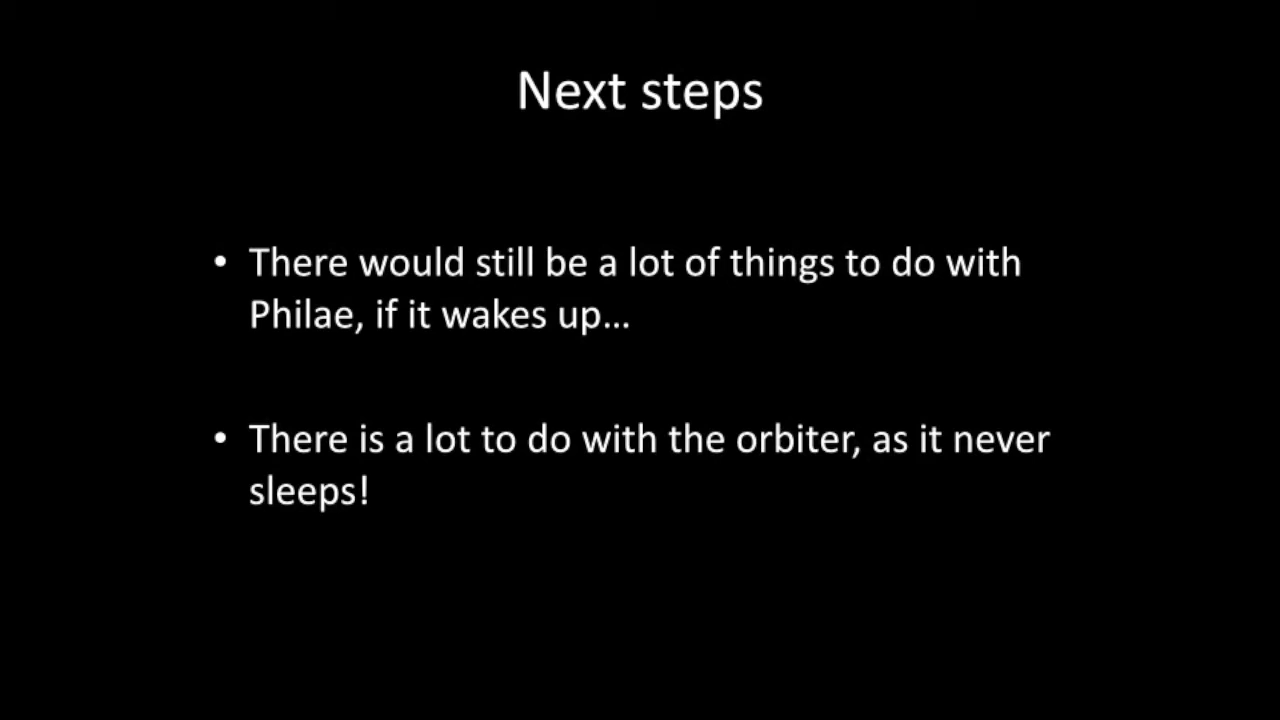 Next steps
• There would still be a lot of things to do with
Philae, if it wakes up…
• There is a lot to do with the orbiter, as it never
sleeps!